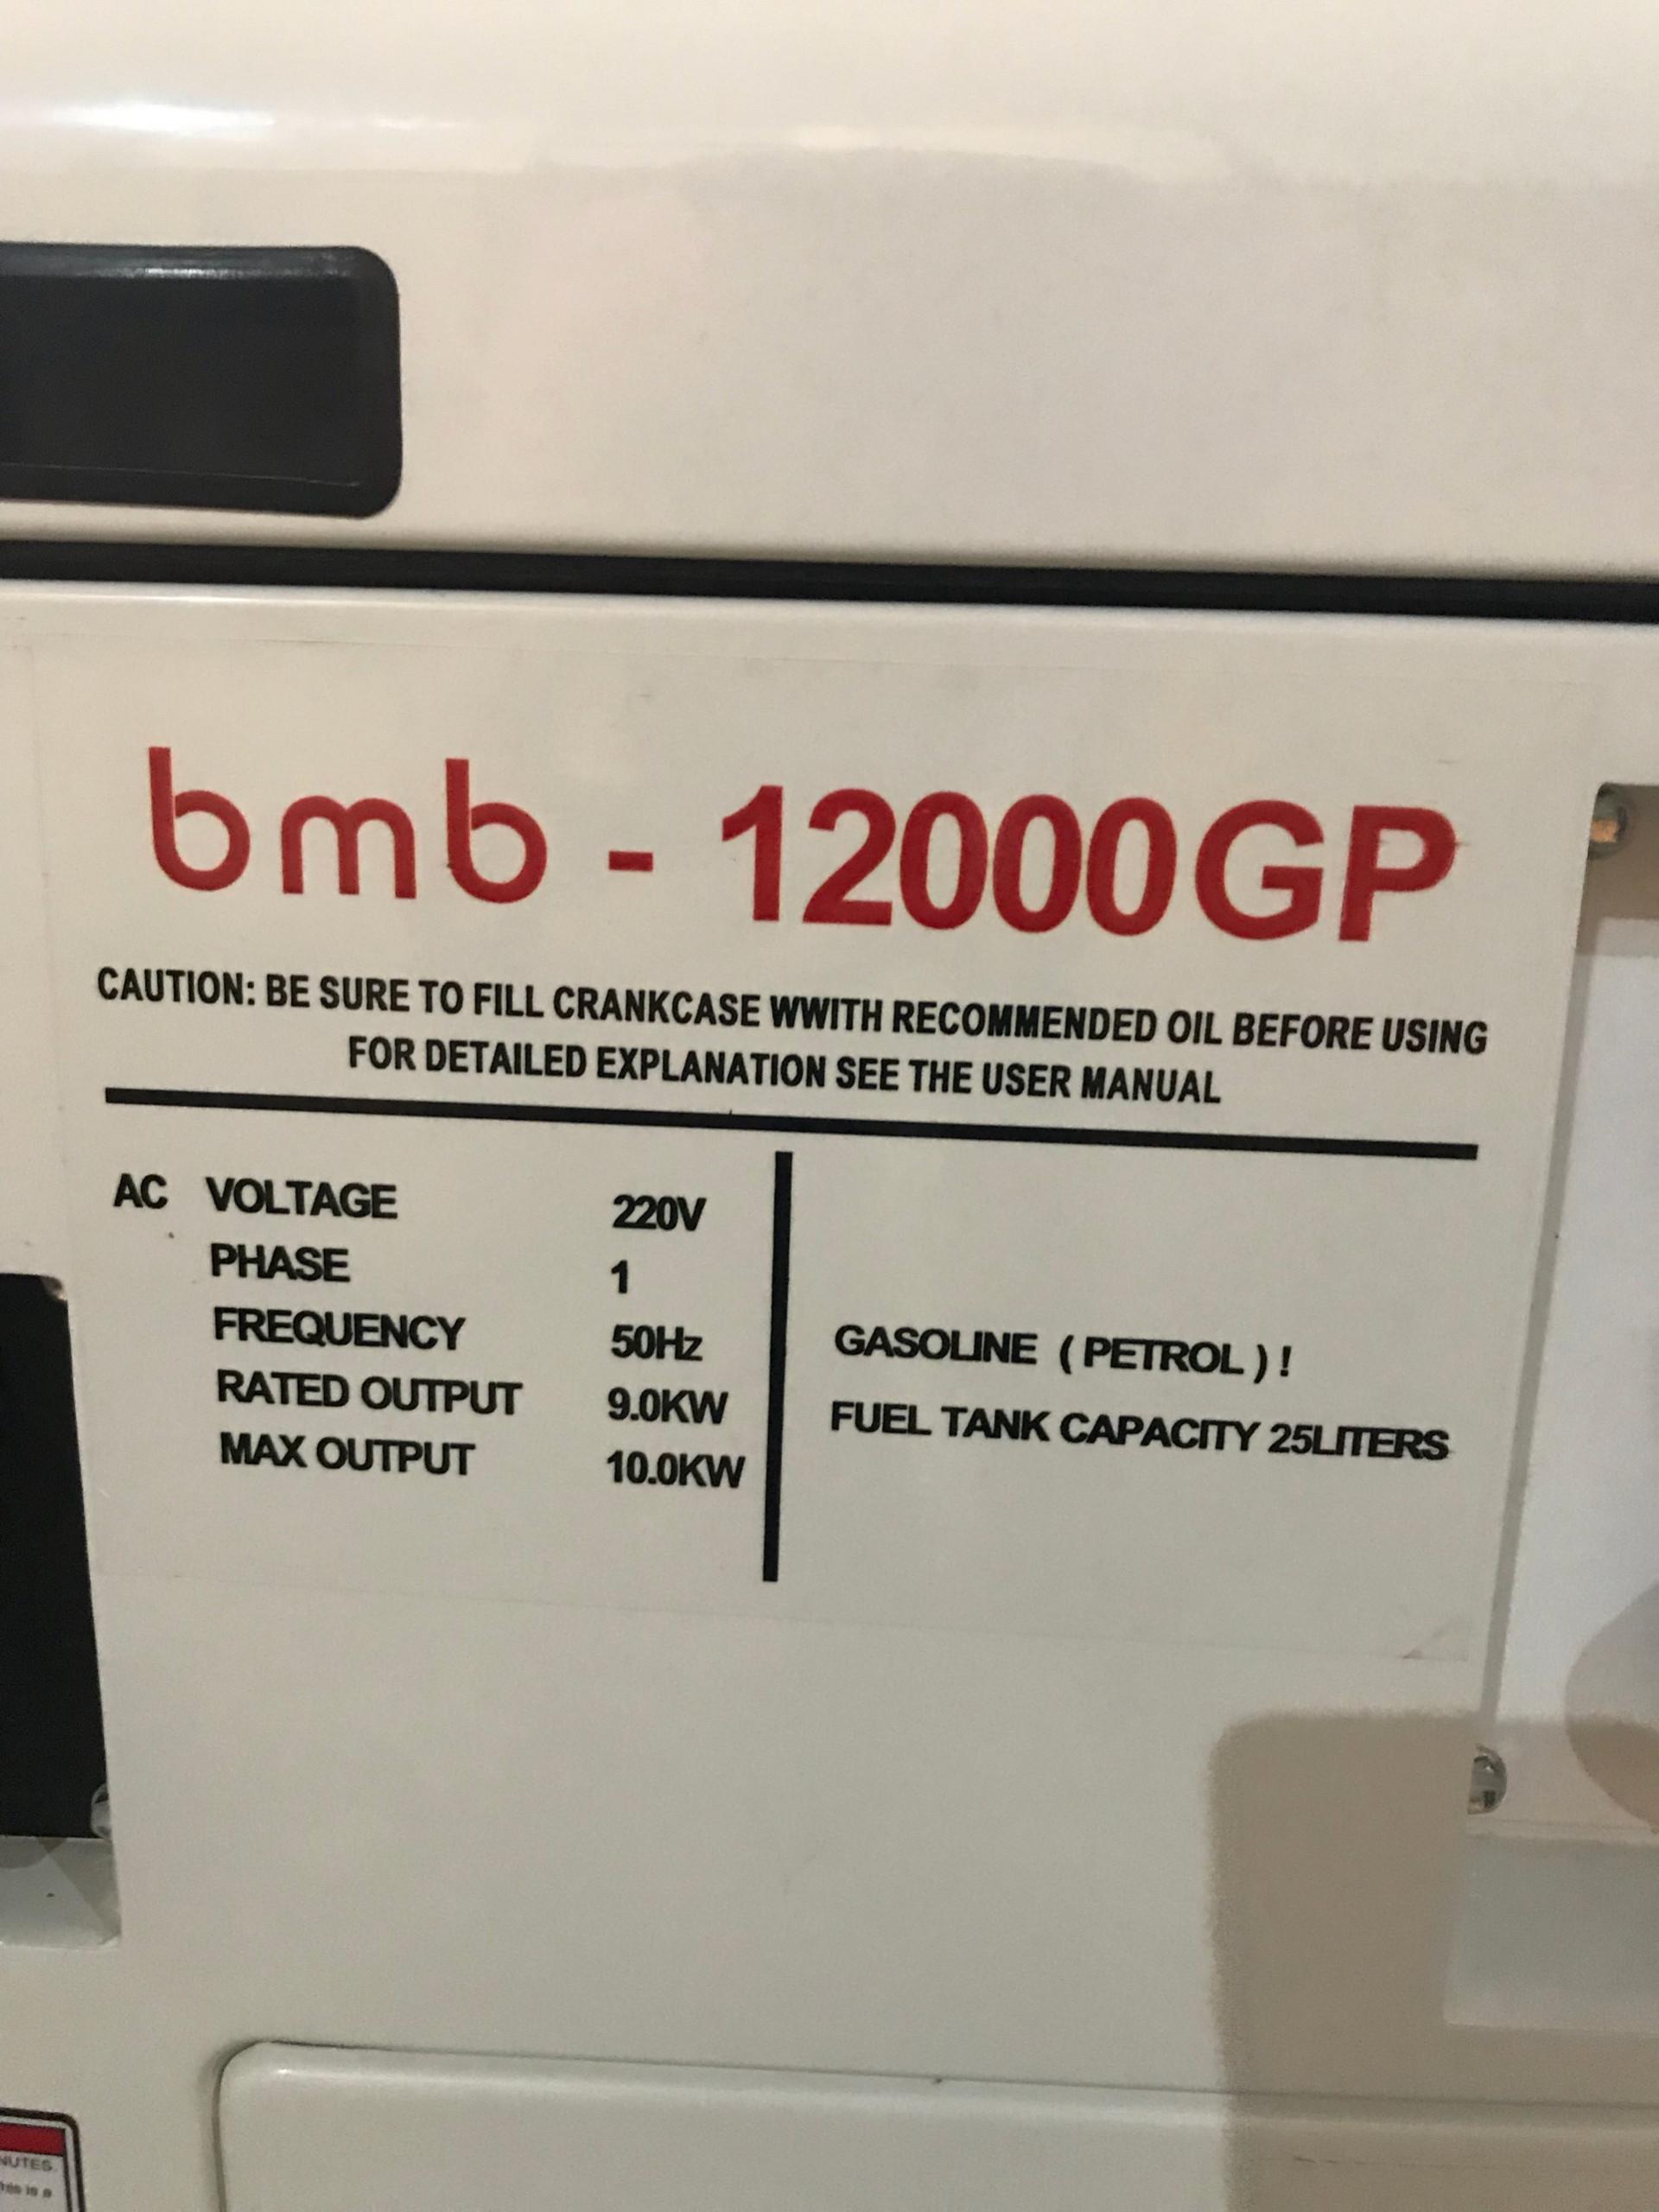 bmb - 12000GP
CAUTION: BE SURE TO FILL CRANKCASE WWITH RECOMMENDED OIL BEFORE USING
FOR DETAILED EXPLANATION SEE THE USER MANUAL
AC VOLTAGE 220V
PHASE 1
FREQUENCY 50Hz
RATED OUTPUT 9.0KW
MAX OUTPUT 10.0KW
GASOLINE ( PETROL ) !
FUEL TANK CAPACITY 25LITERS
NUTES.